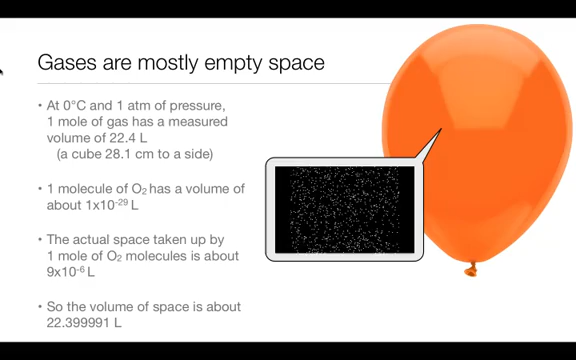 Gases are mostly empty space
• At 0°C and 1 atm of pressure,
1 mole of gas has a measured
volume of 22.4 L
(a cube 28.1 cm to a side)
• 1 molecule of O₂ has a volume of
about 1x10⁻²⁹ L
• The actual space taken up by
1 mole of O₂ molecules is about
9x10⁻⁶ L
• So the volume of space is about
22.399991 L